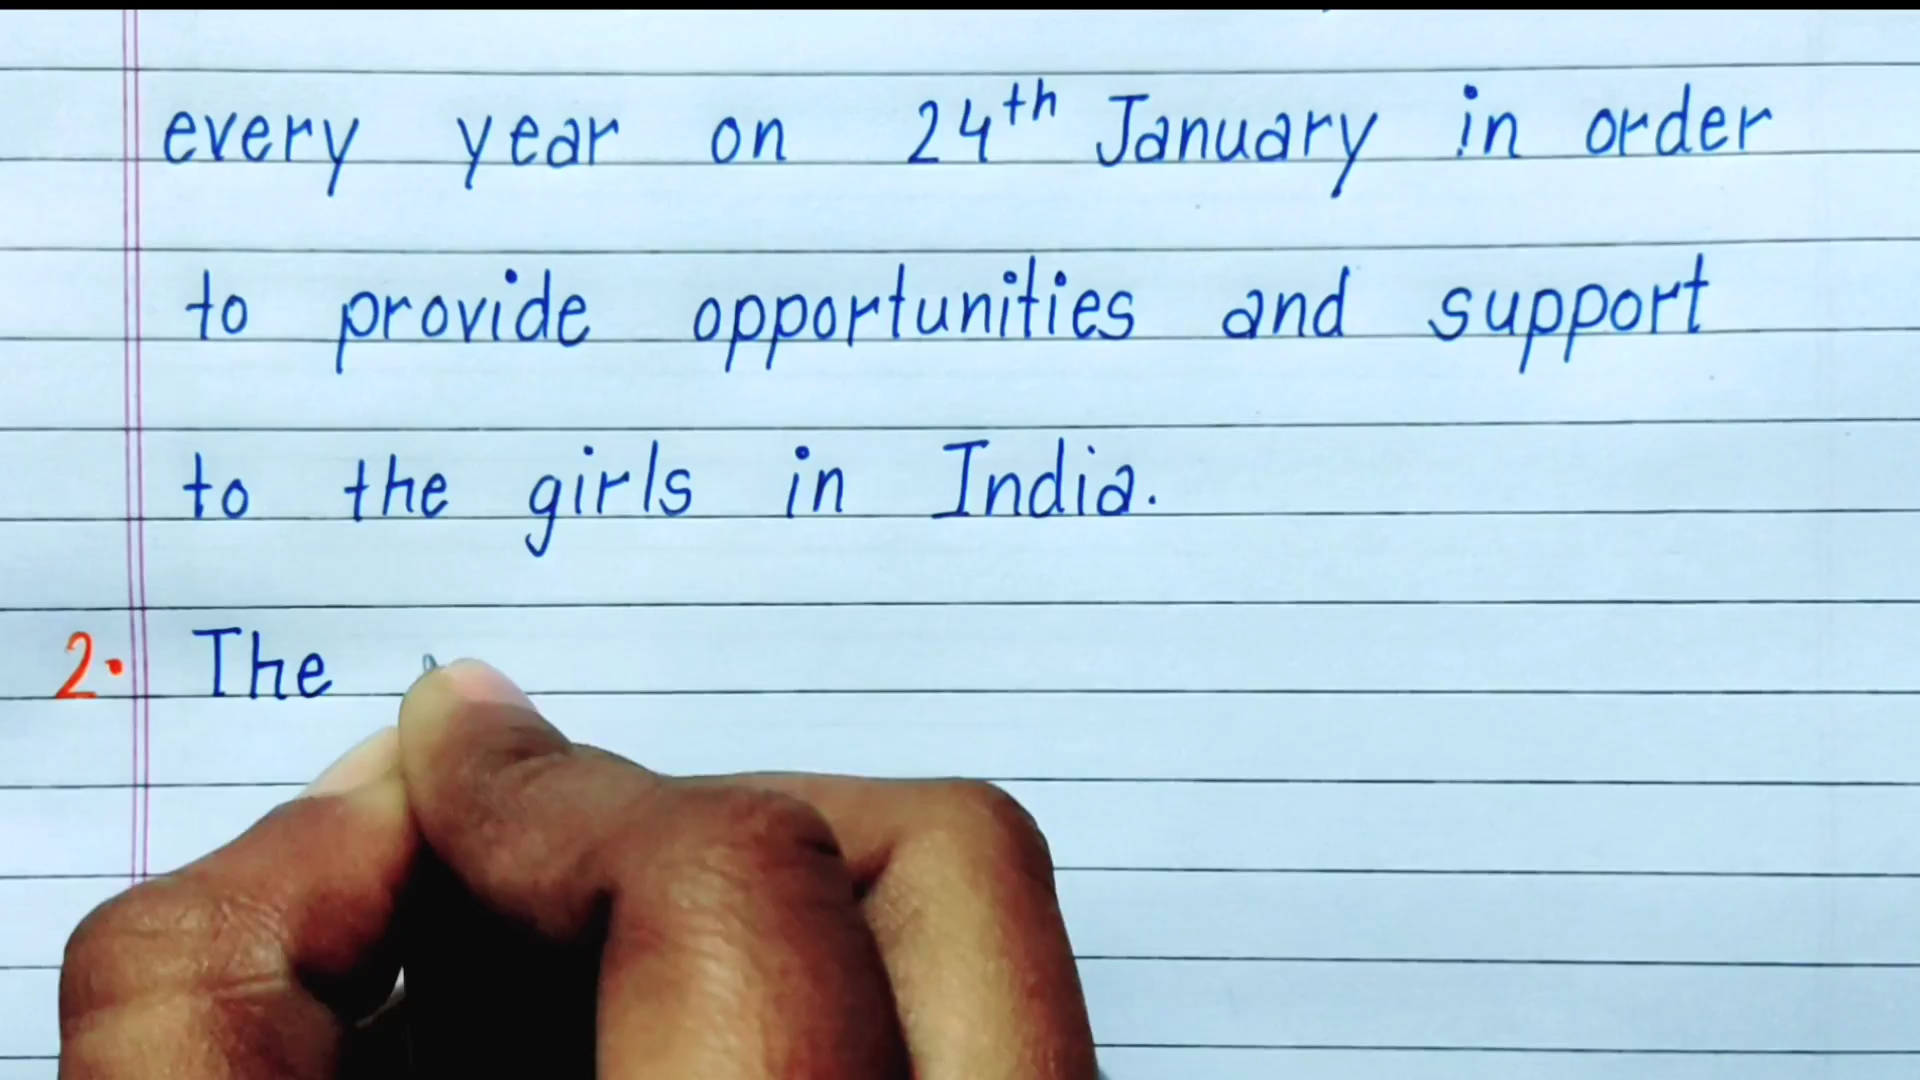 every year on 24th January in order
to provide opportunities and support
to the girls in India.
2. The